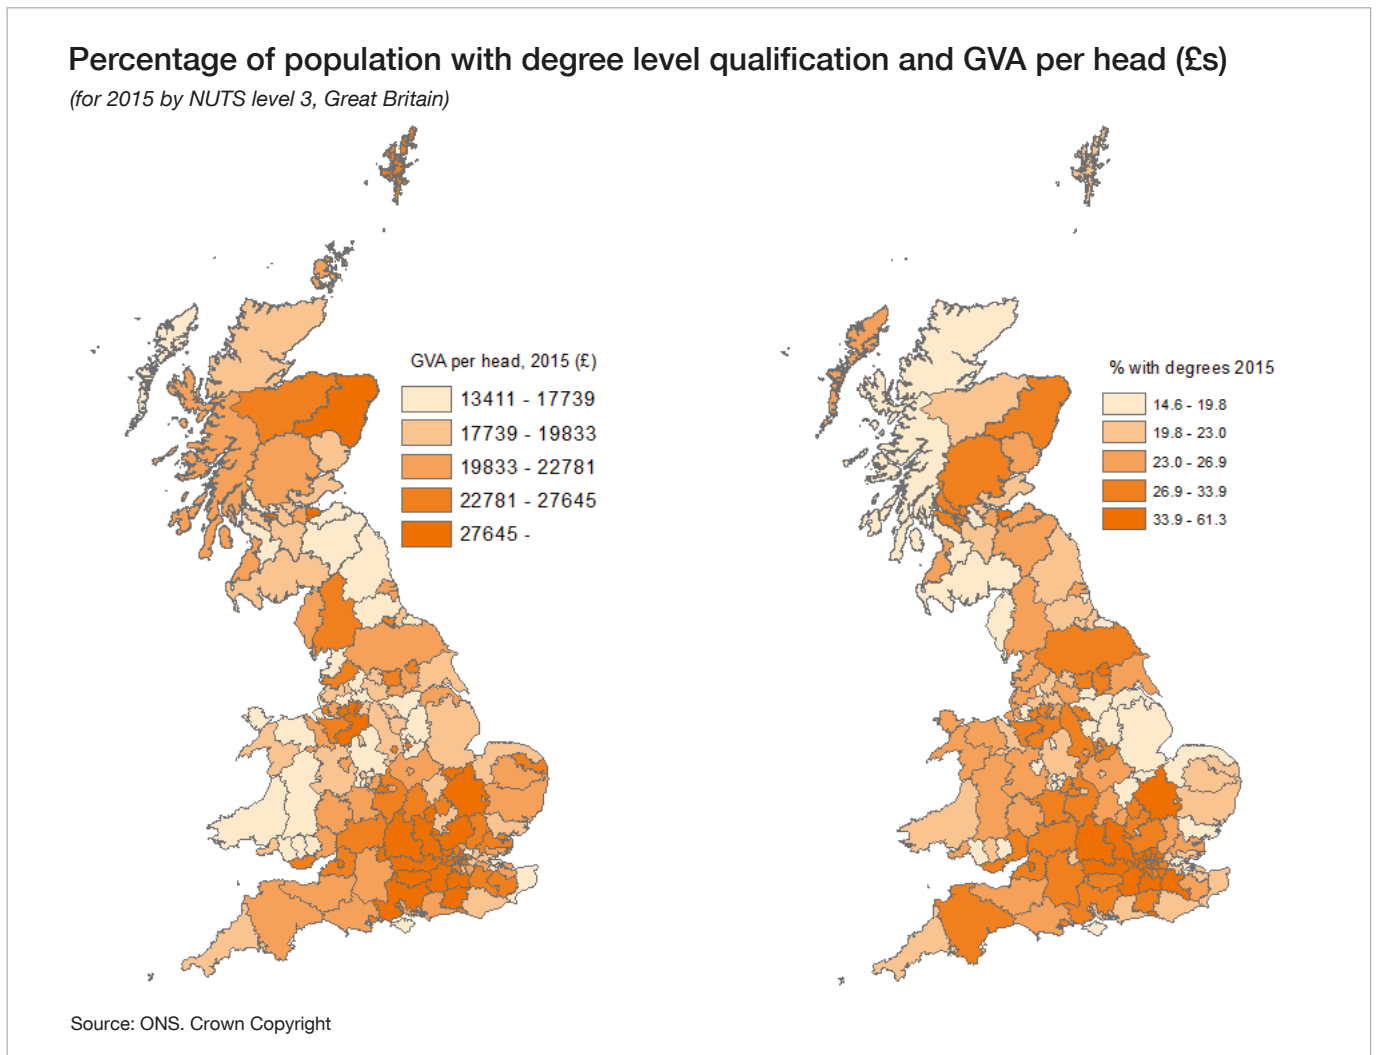 Percentage of population with degree level qualification and GVA per head (£s)
(for 2015 by NUTS level 3, Great Britain)
GVA per head, 2015 (£)
13411 - 17739
17739 - 19833
19833 - 22781
22781 - 27645
27645 -
% with degrees 2015
14.6 - 19.8
19.8 - 23.0
23.0 - 26.9
26.9 - 33.9
33.9 - 61.3
Source: ONS. Crown Copyright